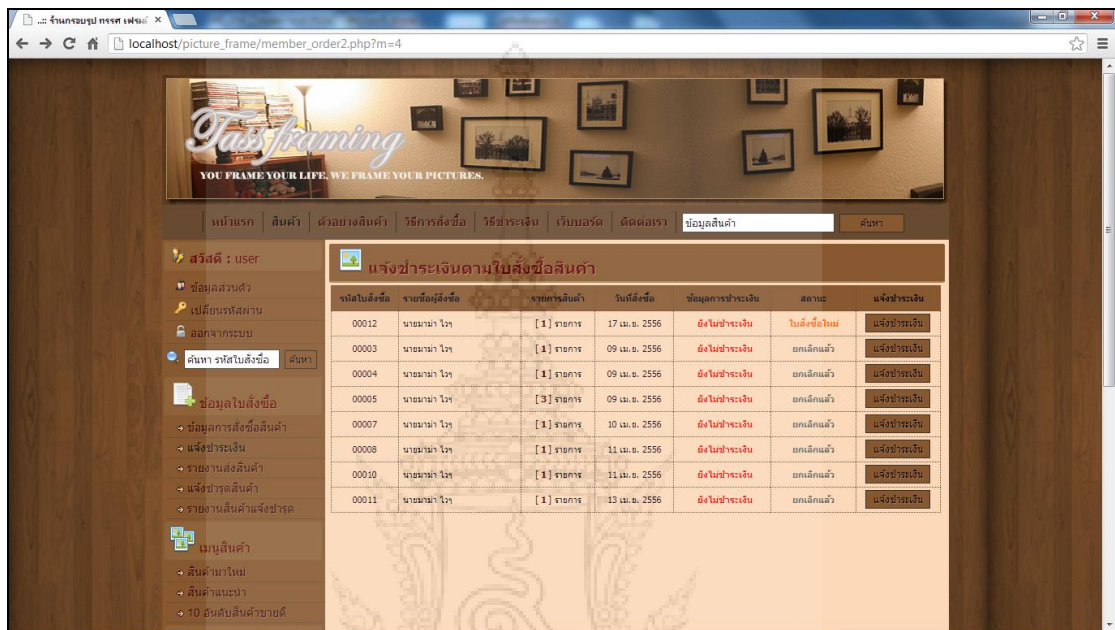 ..:: ร้านกรอบรูป ทรรศ เฟรม
localhost/picture_frame/member_order2.php?m=4
Tass framing
YOU FRAME YOUR LIFE, WE FRAME YOUR PICTURES.
หน้าแรก สินค้า ตัวอย่างสินค้า วิธีการสั่งซื้อ วิธีชำระเงิน เว็บบอร์ด ติดต่อเรา ข้อมูลสินค้า ค้นหา
สวัสดี : user
ข้อมูลส่วนตัว
เปลี่ยนรหัสผ่าน
ออกจากระบบ
ค้นหา รหัสใบสั่งซื้อ ค้นหา
ข้อมูลใบสั่งซื้อ
ข้อมูลการสั่งซื้อสินค้า
แจ้งชำระเงิน
รายงานส่งสินค้า
แจ้งชำรุดสินค้า
รายงานสินค้าแจ้งชำรุด
เมนูสินค้า
สินค้ามาใหม่
สินค้าแนะนำ
10 อันดับสินค้าขายดี
แจ้งชำระเงินตามใบสั่งซื้อสินค้า
รหัสใบสั่งซื้อ รายชื่อผู้สั่งซื้อ รายการสินค้า วันที่สั่งซื้อ ข้อมูลการชำระเงิน สถานะ แจ้งชำระเงิน
00012 นายมาม่า ไวๆ [ 1 ] รายการ 17 เม.ย. 2556 ยังไม่ชำระเงิน ใบสั่งซื้อใหม่ แจ้งชำระเงิน
00003 นายมาม่า ไวๆ [ 1 ] รายการ 09 เม.ย. 2556 ยังไม่ชำระเงิน ยกเลิกแล้ว แจ้งชำระเงิน
00004 นายมาม่า ไวๆ [ 1 ] รายการ 09 เม.ย. 2556 ยังไม่ชำระเงิน ยกเลิกแล้ว แจ้งชำระเงิน
00005 นายมาม่า ไวๆ [ 3 ] รายการ 09 เม.ย. 2556 ยังไม่ชำระเงิน ยกเลิกแล้ว แจ้งชำระเงิน
00007 นายมาม่า ไวๆ [ 1 ] รายการ 10 เม.ย. 2556 ยังไม่ชำระเงิน ยกเลิกแล้ว แจ้งชำระเงิน
00008 นายมาม่า ไวๆ [ 1 ] รายการ 11 เม.ย. 2556 ยังไม่ชำระเงิน ยกเลิกแล้ว แจ้งชำระเงิน
00010 นายมาม่า ไวๆ [ 1 ] รายการ 11 เม.ย. 2556 ยังไม่ชำระเงิน ยกเลิกแล้ว แจ้งชำระเงิน
00011 นายมาม่า ไวๆ [ 1 ] รายการ 13 เม.ย. 2556 ยังไม่ชำระเงิน ยกเลิกแล้ว แจ้งชำระเงิน